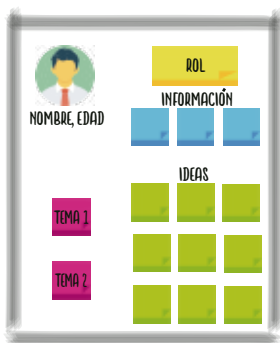 ROL
INFORMACIÓN
NOMBRE, EDAD
IDEAS
TEMA 1
TEMA 2